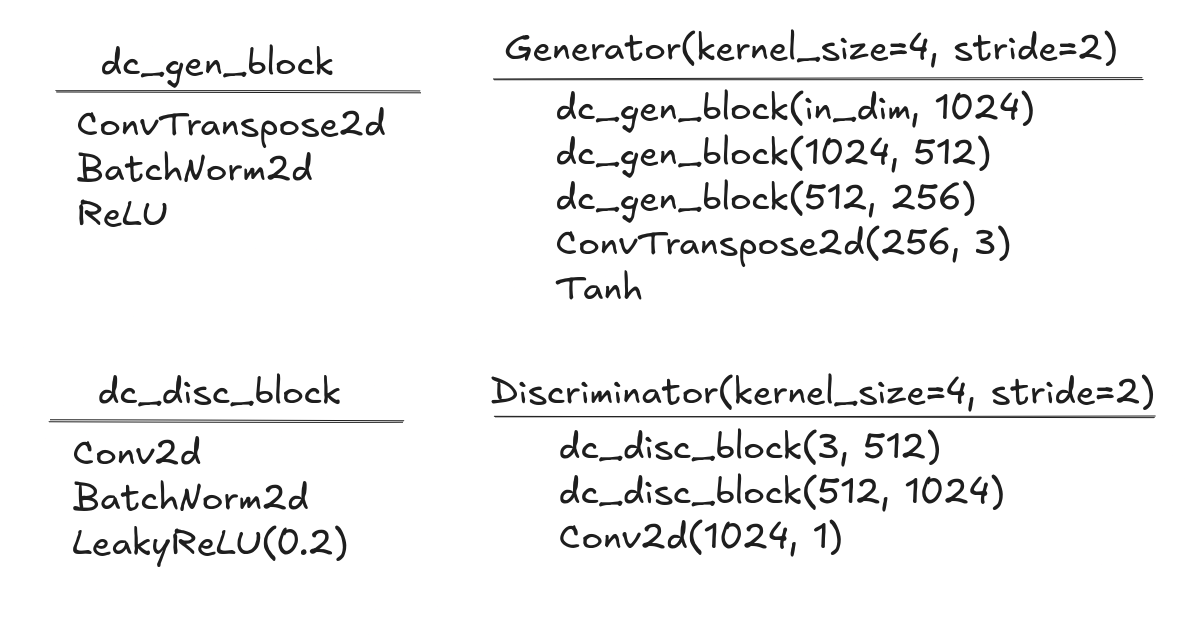 dc_gen_block
ConvTranspose2d
BatchNorm2d
ReLU
Generator(kernel_size=4, stride=2)
dc_gen_block(in_dim, 1024)
dc_gen_block(1024, 512)
dc_gen_block(512, 256)
ConvTranspose2d(256, 3)
Tanh
dc_disc_block
Conv2d
BatchNorm2d
LeakyReLU(0.2)
Discriminator(kernel_size=4, stride=2)
dc_disc_block(3, 512)
dc_disc_block(512, 1024)
Conv2d(1024, 1)